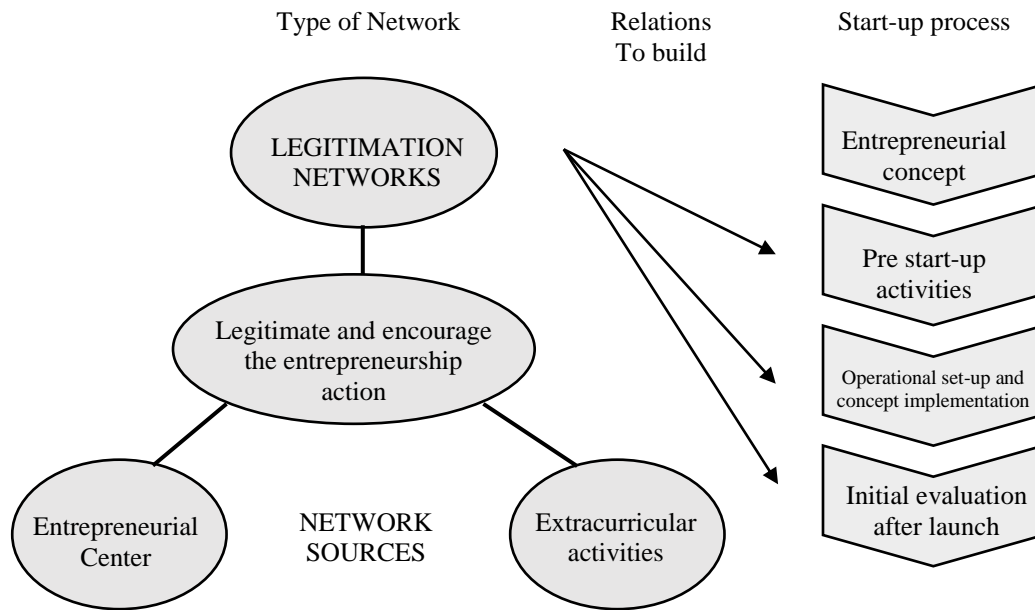 Type of Network
Relations
To build
Start-up process
LEGITIMATION
NETWORKS
Legitimate and encourage
the entrepreneurship
action
Entrepreneurial
Center
NETWORK
SOURCES
Extracurricular
activities
Entrepreneurial
concept
Pre start-up
activities
Operational set-up and
concept implementation
Initial evaluation
after launch